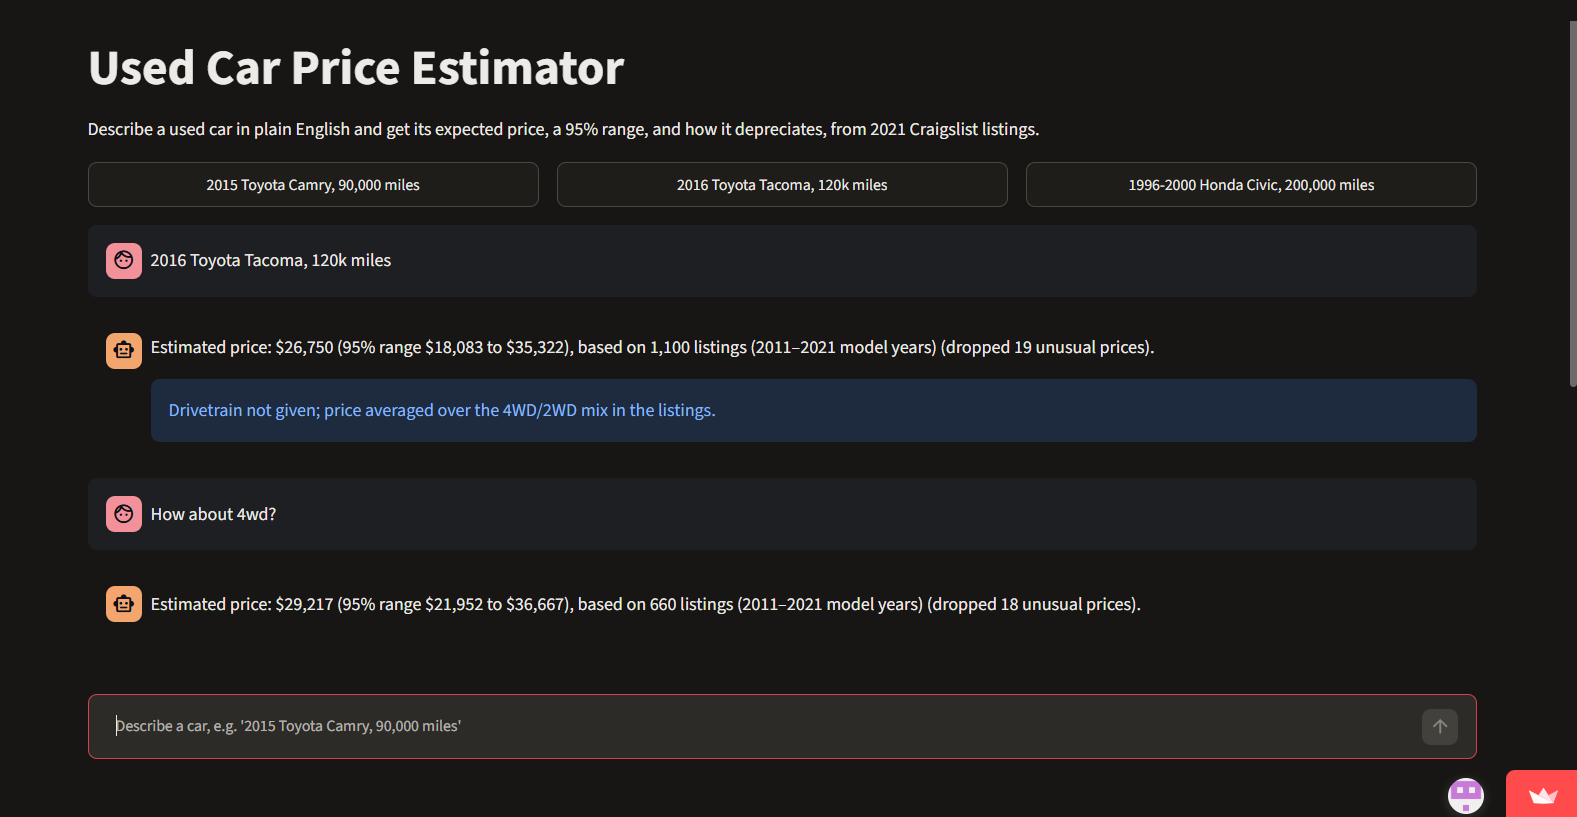 Used Car Price Estimator
Describe a used car in plain English and get its expected price, a 95% range, and how it depreciates, from 2021 Craigslist listings.
2015 Toyota Camry, 90,000 miles
2016 Toyota Tacoma, 120k miles
1996-2000 Honda Civic, 200,000 miles
2016 Toyota Tacoma, 120k miles
Estimated price: $26,750 (95% range $18,083 to $35,322), based on 1,100 listings (2011–2021 model years) (dropped 19 unusual prices).
Drivetrain not given; price averaged over the 4WD/2WD mix in the listings.
How about 4wd?
Estimated price: $29,217 (95% range $21,952 to $36,667), based on 660 listings (2011–2021 model years) (dropped 18 unusual prices).
Describe a car, e.g. '2015 Toyota Camry, 90,000 miles'